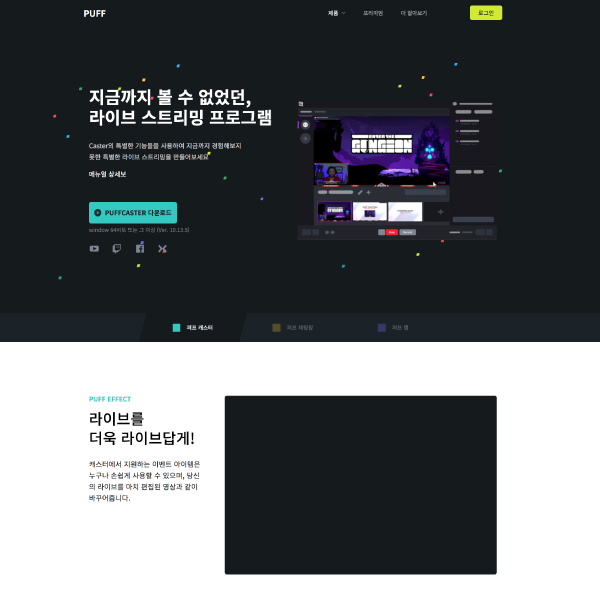 PUFF
제품
프리미엄
더 알아보기
로그인
지금까지 볼 수 없었던,
라이브 스트리밍 프로그램
Caster의 특별한 기능들을 사용하여 지금까지 경험해보지
못한 특별한 라이브 스트리밍을 만들어보세요
메뉴얼 살세보
PUFFCASTER 다운로드
window 64비트 또는 그 이상 (Ver. 10.13.5)
퍼프 캐스터
퍼프 채팅창
퍼프 랩
PUFF EFFECT
라이브를
더욱 라이브답게!
캐스터에서 지원하는 이벤트 아이템은
누구나 손쉽게 사용할 수 있으며, 당신
의 라이브를 마치 편집된 영상과 같이
바꾸어줍니다.